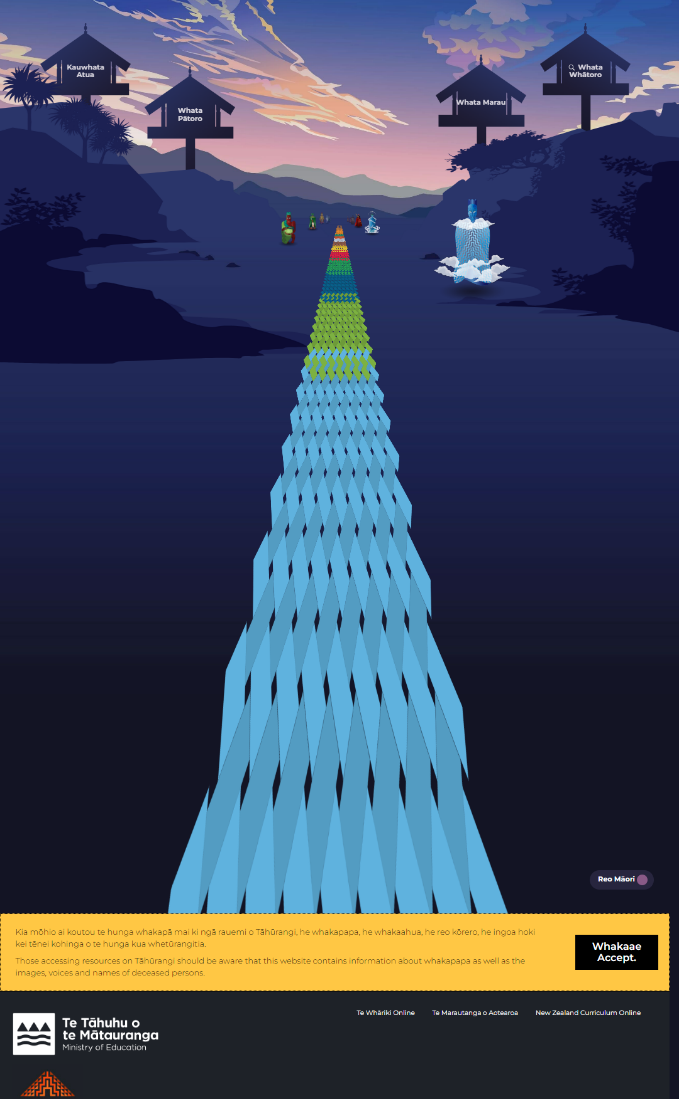 Kauwhata
Atua
Whata
Pātoro
Whata Marau
Whata
Whātoro
Reo Māori
Kia mōhio ai koutou te hunga whakapā mai ki ngā rauemi o Tāhūrangi, he whakapapa, he whakaahua, he reo kōrero, he ingoa hoki
kei tēnei kohinga o te hunga kua whetūrangitia.
Those accessing resources on Tāhūrangi should be aware that this website contains information about whakapapa as well as the
images, voices and names of deceased persons.
Whakaae
Accept.
Te Tāhuhu o
te Mātauranga
Ministry of Education
Te Whāriki Online
Te Marautanga o Aotearoa
New Zealand Curriculum Online